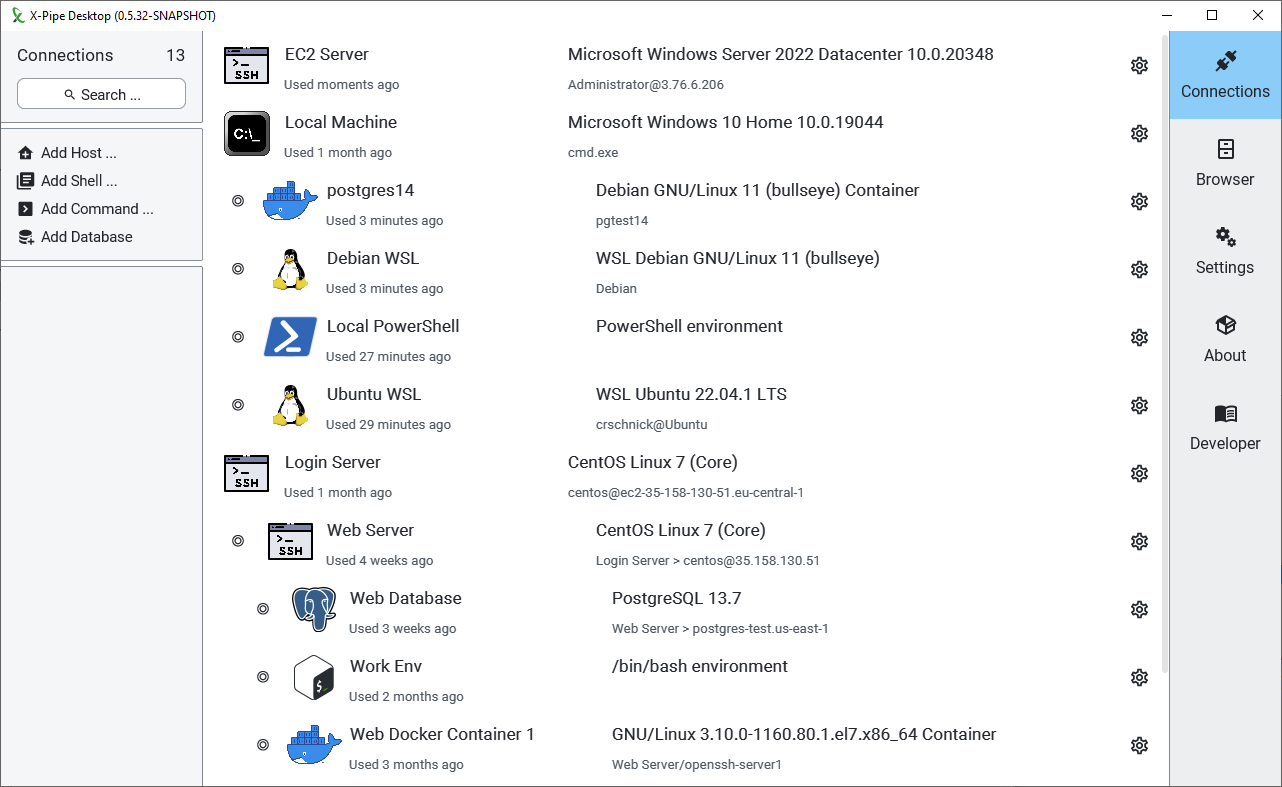 X-Pipe Desktop (0.5.32-SNAPSHOT)
Connections 13
Search ...
Add Host ...
Add Shell ...
Add Command ...
Add Database
SSH
EC2 Server
Microsoft Windows Server 2022 Datacenter 10.0.20348
Used moments ago
Administrator@3.76.6.206
C:\_
Local Machine
Microsoft Windows 10 Home 10.0.19044
Used 1 month ago
cmd.exe
postgres14
Debian GNU/Linux 11 (bullseye) Container
Used 3 minutes ago
pgtest14
Debian WSL
WSL Debian GNU/Linux 11 (bullseye)
Used 3 minutes ago
Debian
Local PowerShell
PowerShell environment
Used 27 minutes ago
Ubuntu WSL
WSL Ubuntu 22.04.1 LTS
Used 29 minutes ago
crschnick@Ubuntu
SSH
Login Server
CentOS Linux 7 (Core)
Used 1 month ago
centos@ec2-35-158-130-51.eu-central-1
SSH
Web Server
CentOS Linux 7 (Core)
Used 4 weeks ago
Login Server > centos@35.158.130.51
Web Database
PostgreSQL 13.7
Used 3 weeks ago
Web Server > postgres-test.us-east-1
Work Env
/bin/bash environment
Used 2 months ago
Web Docker Container 1
GNU/Linux 3.10.0-1160.80.1.el7.x86_64 Container
Used 3 months ago
Web Server/openssh-server1
Connections
Browser
Settings
About
Developer